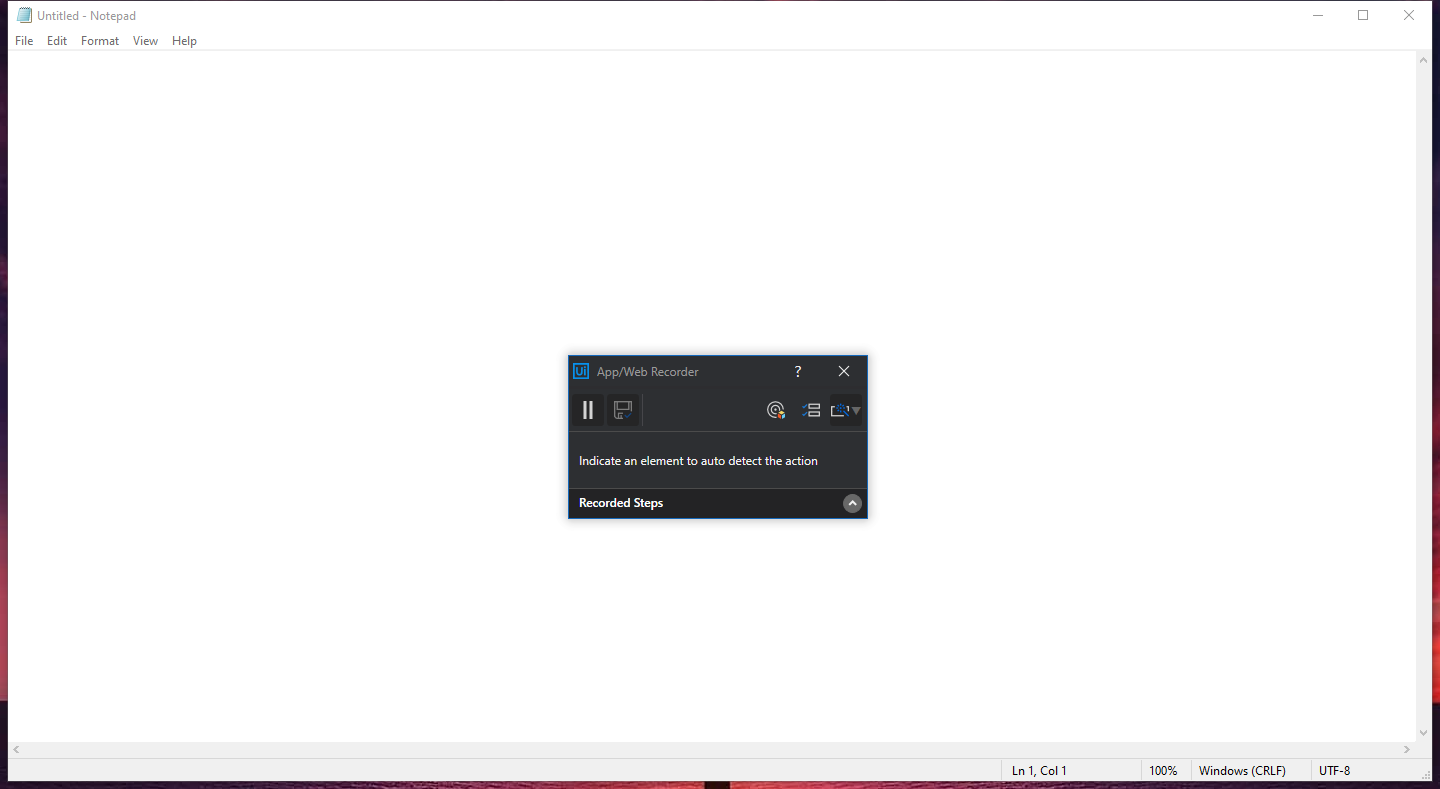 Untitled - Notepad
File Edit Format View Help
Ui App/Web Recorder ?
Indicate an element to auto detect the action
Recorded Steps
Ln 1, Col 1 100% Windows (CRLF) UTF-8